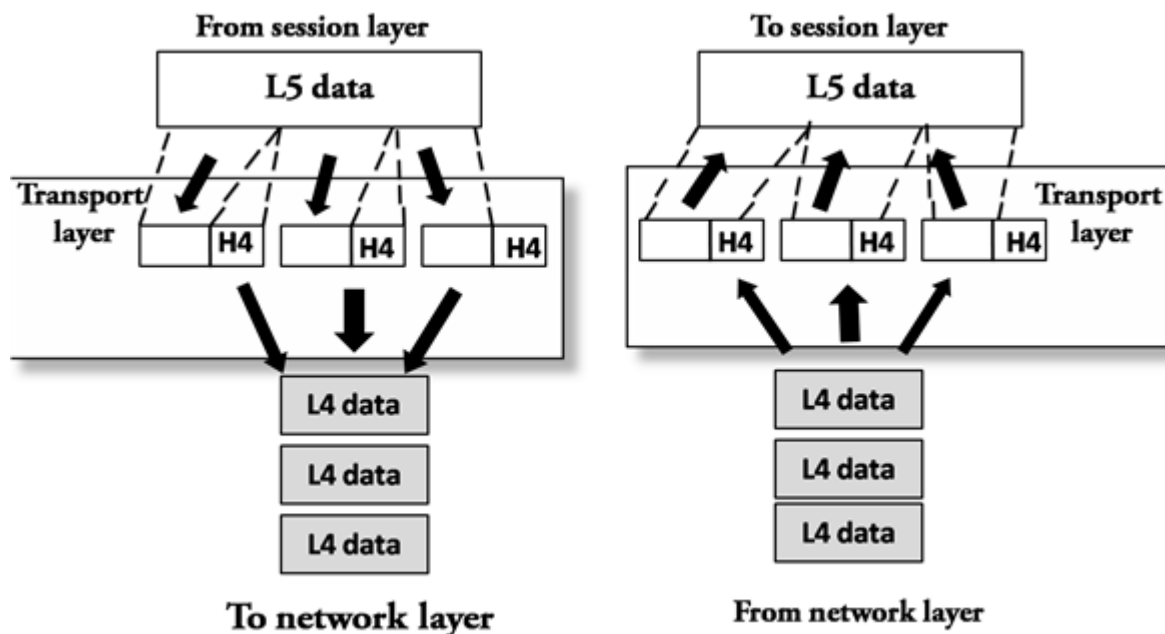 From session layer
L5 data
Transport
layer
H4
H4
H4
L4 data
L4 data
L4 data
To network layer
To session layer
L5 data
Transport
layer
H4
H4
H4
L4 data
L4 data
L4 data
From network layer